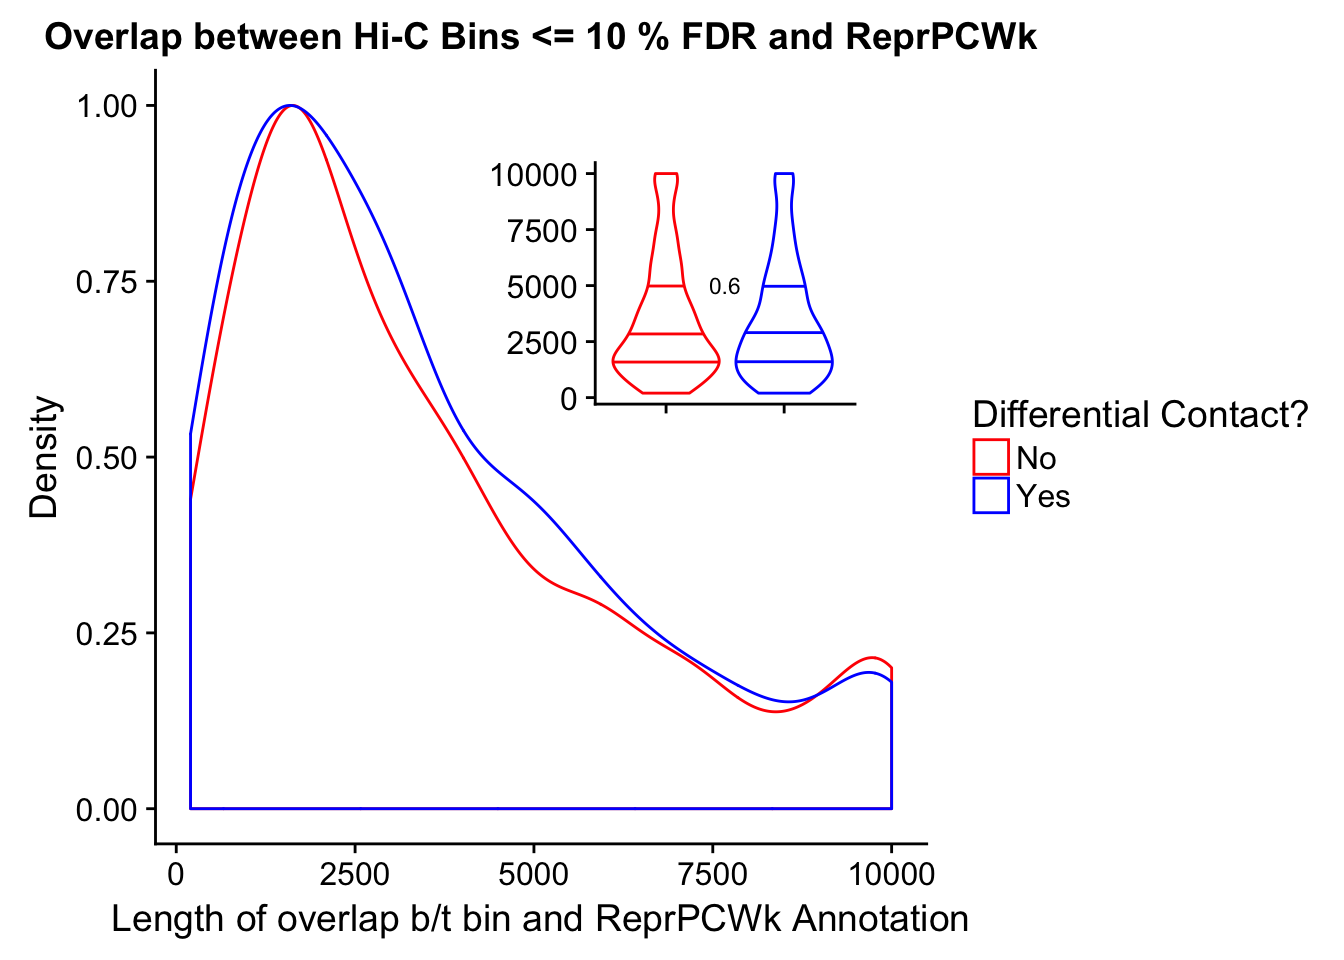 Overlap between Hi-C Bins <= 10 % FDR and ReprPCWk
1.00
0.75
0.50
0.25
0.00
Density
10000
7500
5000
2500
0
0.6
Differential Contact?
No
Yes
0 2500 5000 7500 10000
Length of overlap b/t bin and ReprPCWk Annotation